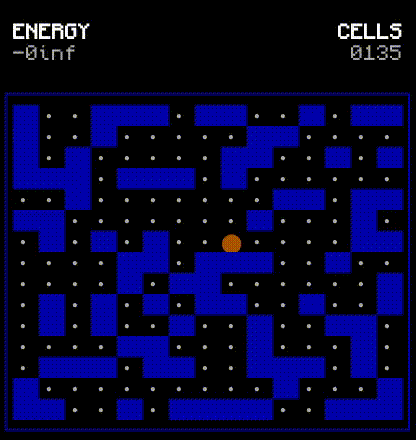 ENERGY
-0inf
CELLS
0135